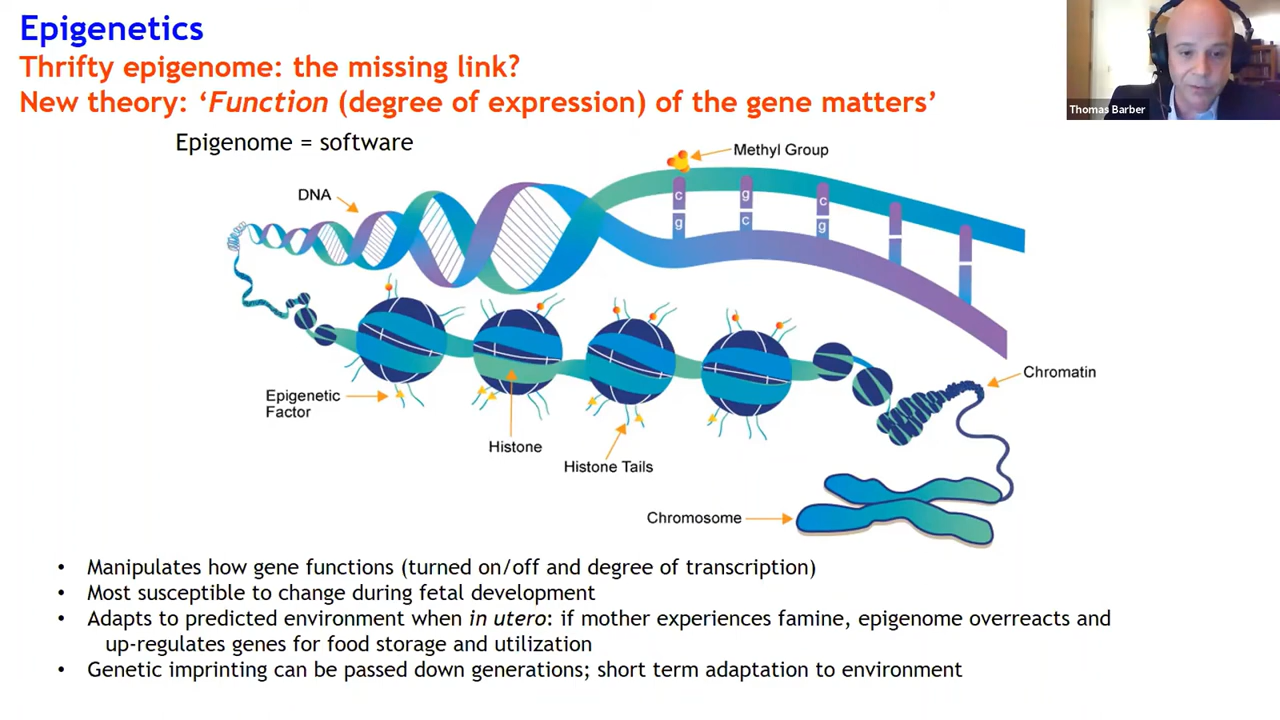 Epigenetics
Thrifty epigenome: the missing link?
New theory: ‘Function (degree of expression) of the gene matters’
Thomas Barber
Epigenome = software
Methyl Group
DNA
c
g
c
g
c
g
Chromatin
Epigenetic
Factor
Histone
Histone Tails
Chromosome
• Manipulates how gene functions (turned on/off and degree of transcription)
• Most susceptible to change during fetal development
• Adapts to predicted environment when in utero: if mother experiences famine, epigenome overreacts and
up-regulates genes for food storage and utilization
• Genetic imprinting can be passed down generations; short term adaptation to environment